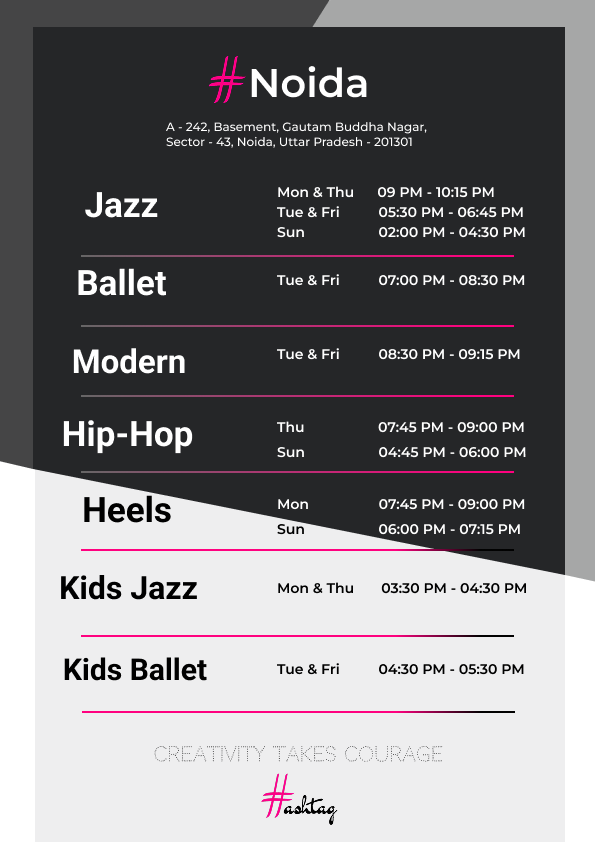 #Noida
A - 242, Basement, Gautam Buddha Nagar,
Sector - 43, Noida, Uttar Pradesh - 201301
Jazz
Mon & Thu 09 PM - 10:15 PM
Tue & Fri 05:30 PM - 06:45 PM
Sun 02:00 PM - 04:30 PM
Ballet Tue & Fri 07:00 PM - 08:30 PM
Modern Tue & Fri 08:30 PM - 09:15 PM
Hip-Hop
Thu 07:45 PM - 09:00 PM
Sun 04:45 PM - 06:00 PM
Heels
Mon 07:45 PM - 09:00 PM
Sun 06:00 PM - 07:15 PM
Kids Jazz Mon & Thu 03:30 PM - 04:30 PM
Kids Ballet Tue & Fri 04:30 PM - 05:30 PM
CREATIVITY TAKES COURAGE
#ashtag